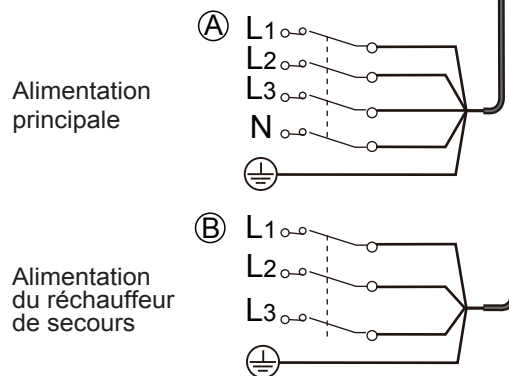 A
L1
L2
L3
N
Alimentation
principale
B
L1
L2
L3
Alimentation
du réchauffeur
de secours